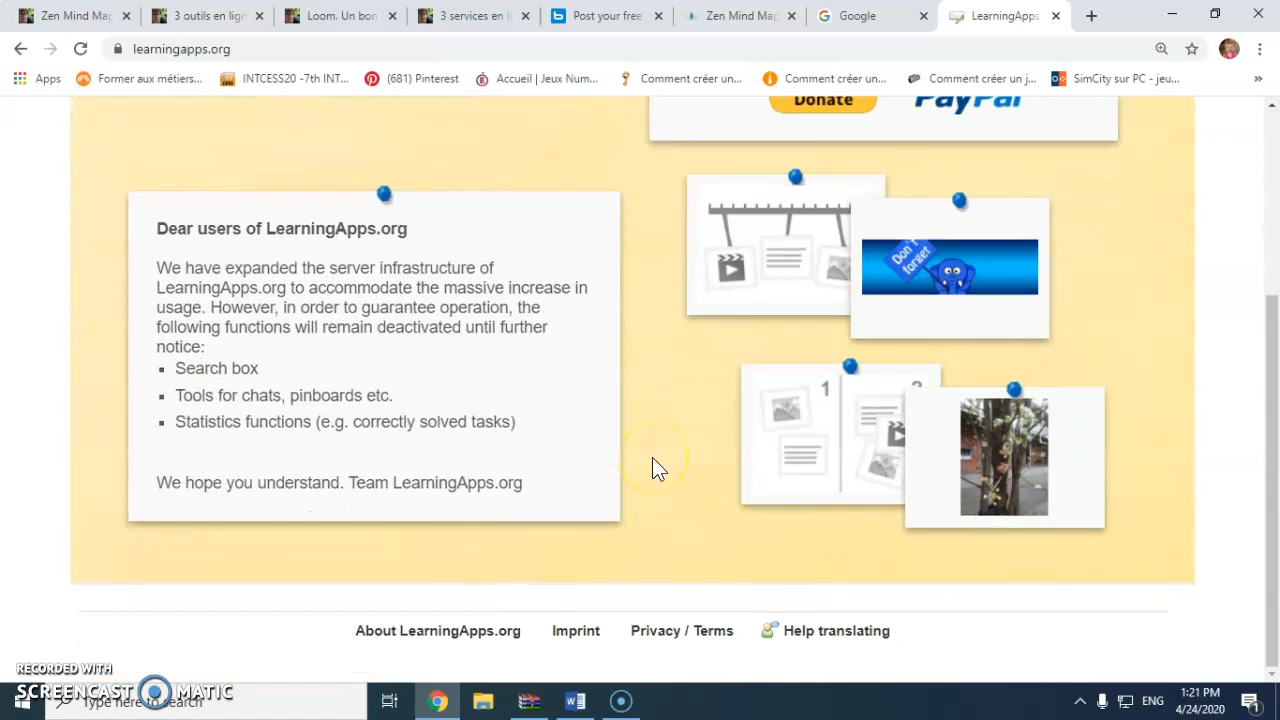 Zen Mind Map
3 outils en lign
Loom. Un bon
3 services en l
Post your free
Zen Mind Map
Google
LearningApps
learningapps.org
Apps
Former aux métiers...
INTCESS20 -7th INT...
(681) Pinterest
Accueil | Jeux Num...
Comment créer un...
Comment créer un...
Comment créer un j...
SimCity sur PC - jeu...
»
Donate
PayPal
Dear users of LearningApps.org
We have expanded the server infrastructure of
LearningApps.org to accommodate the massive increase in
usage. However, in order to guarantee operation, the
following functions will remain deactivated until further
notice:
Search box
Tools for chats, pinboards etc.
Statistics functions (e.g. correctly solved tasks)
We hope you understand. Team LearningApps.org
Don't
forget
1
2
About LearningApps.org
Imprint
Privacy / Terms
Help translating
RECORDED WITH
SCREENCAST MATIC
Type here to search
ENG
1:21 PM
4/24/2020
1